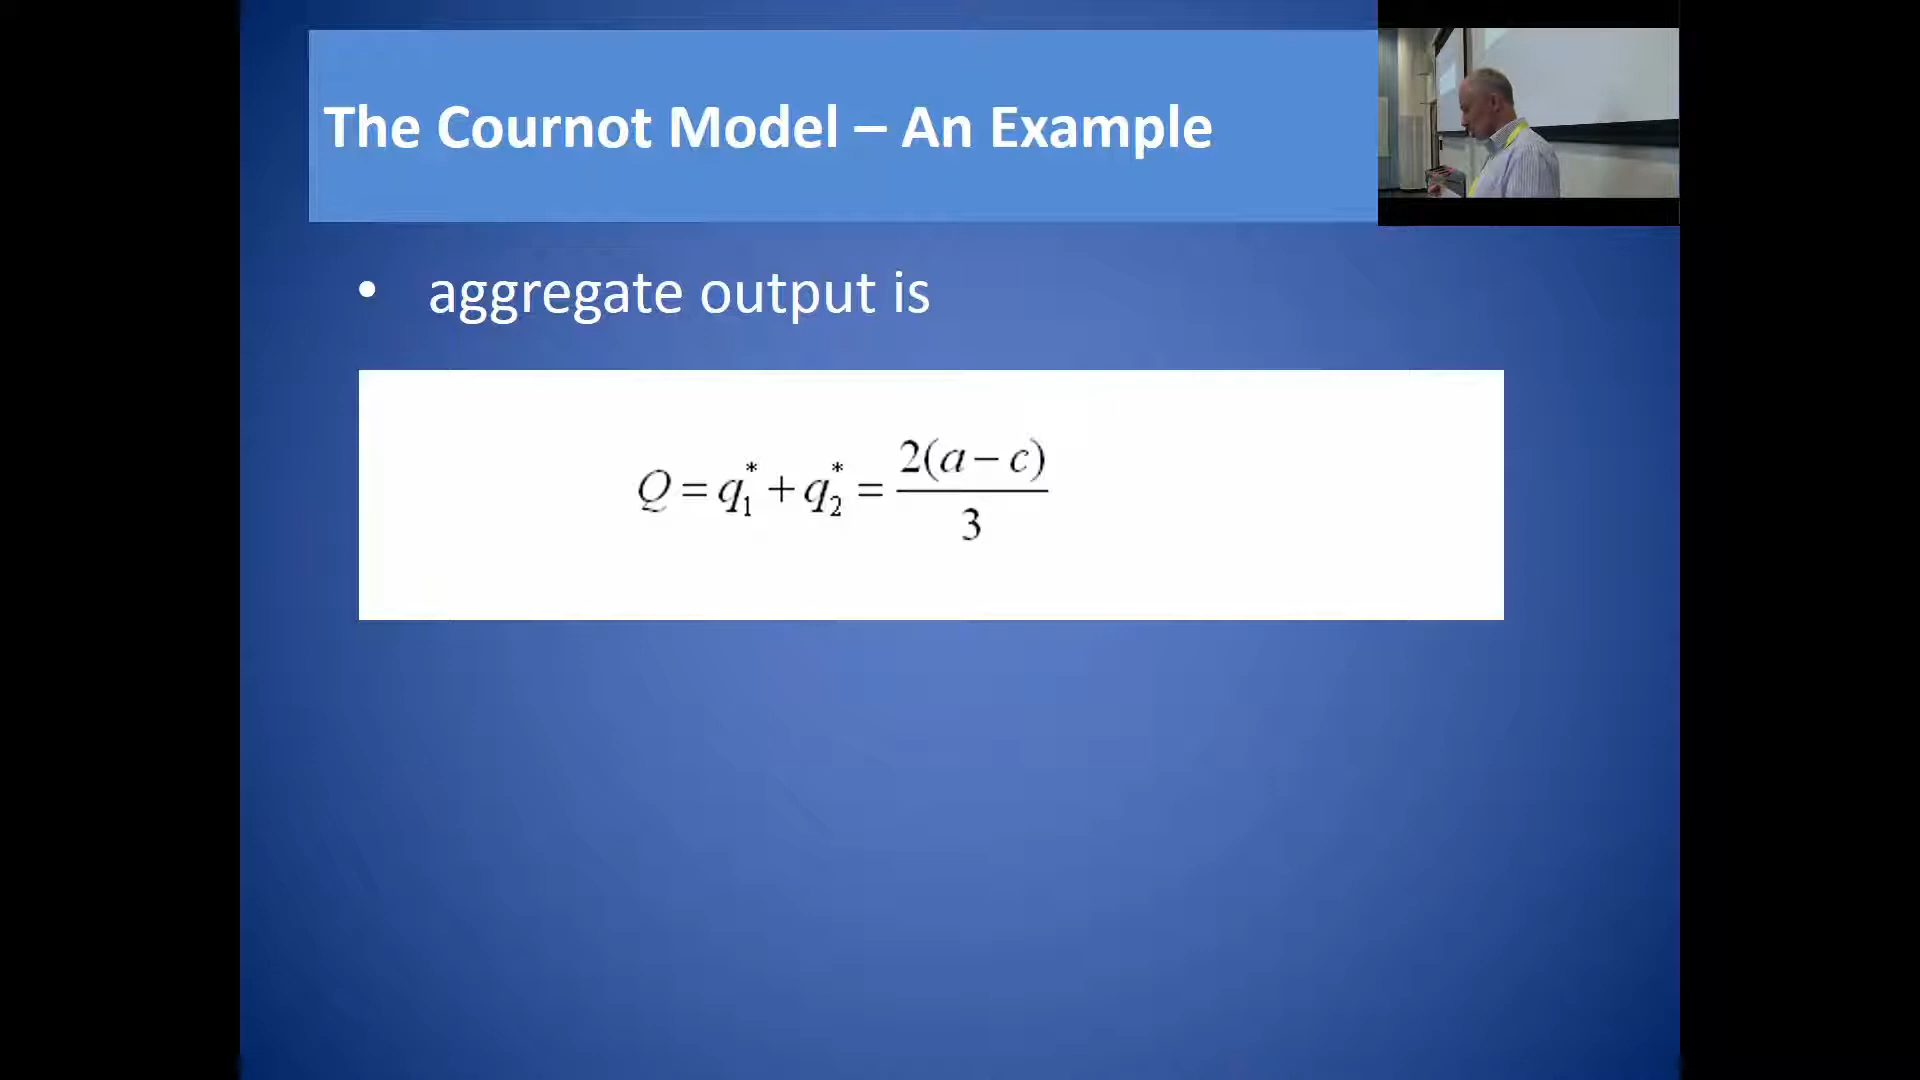 The Cournot Model – An Example
• aggregate output is
Q = q₁* + q₂* = 2(a − c) / 3